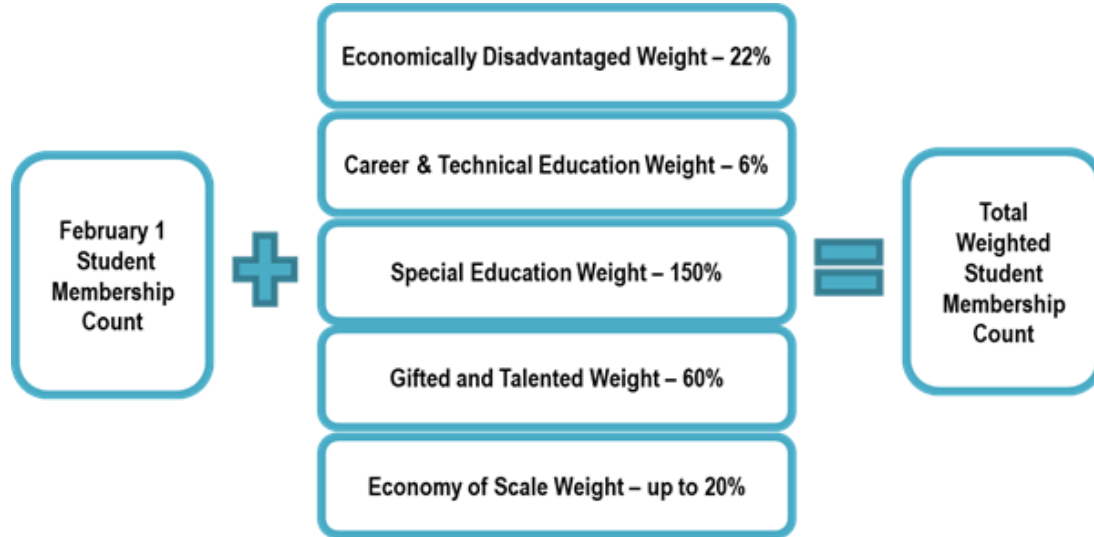 Economically Disadvantaged Weight – 22%
Career & Technical Education Weight – 6%
February 1
Student
Membership
Count
Special Education Weight – 150%
Total
Weighted
Student
Membership
Count
Gifted and Talented Weight – 60%
Economy of Scale Weight – up to 20%